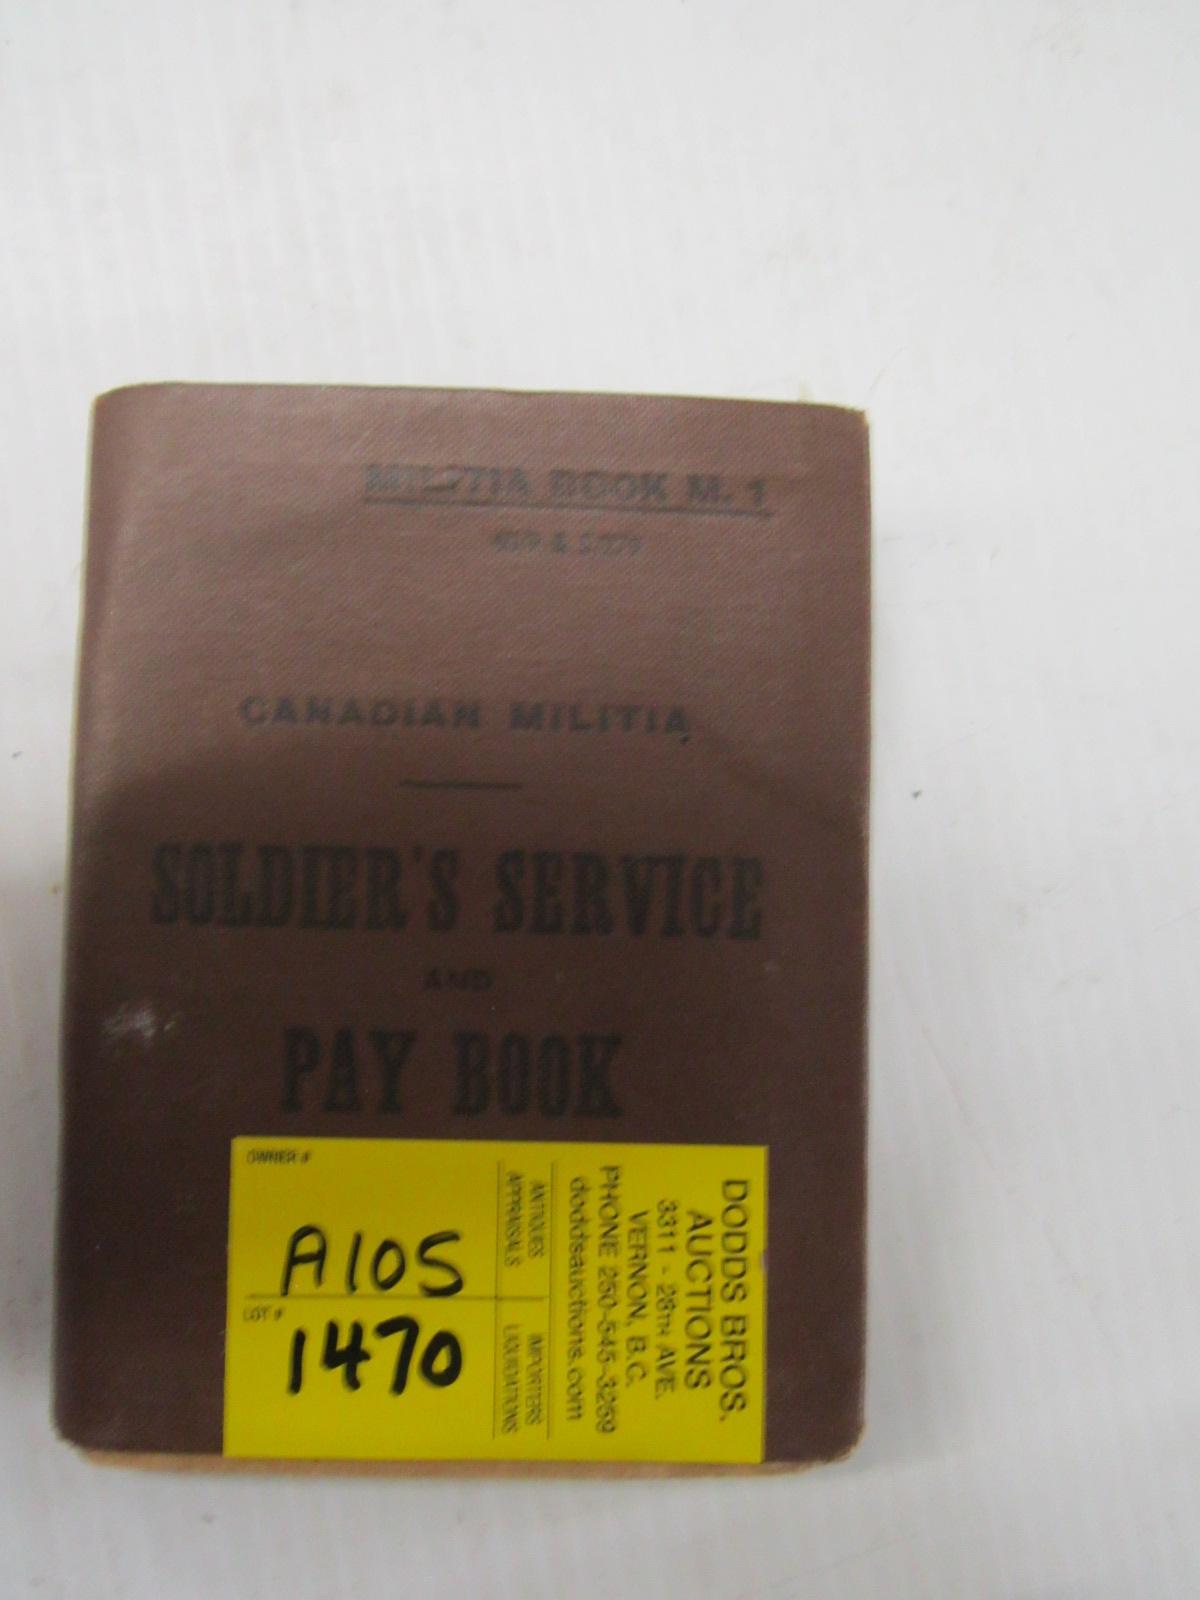 MILITIA BOOK M. 1
CANADIAN MILITIA
SOLDIER'S SERVICE
AND
PAY BOOK
OWNER #
A105
LOT #
1470
DODDS BROS.
AUCTIONS
3311 - 28TH AVE.
VERNON, B.C.
PHONE 250-545-3259
doddsauctions.com
ANTIQUES
APPRAISALS
IMPORTERS
LIQUIDATIONS